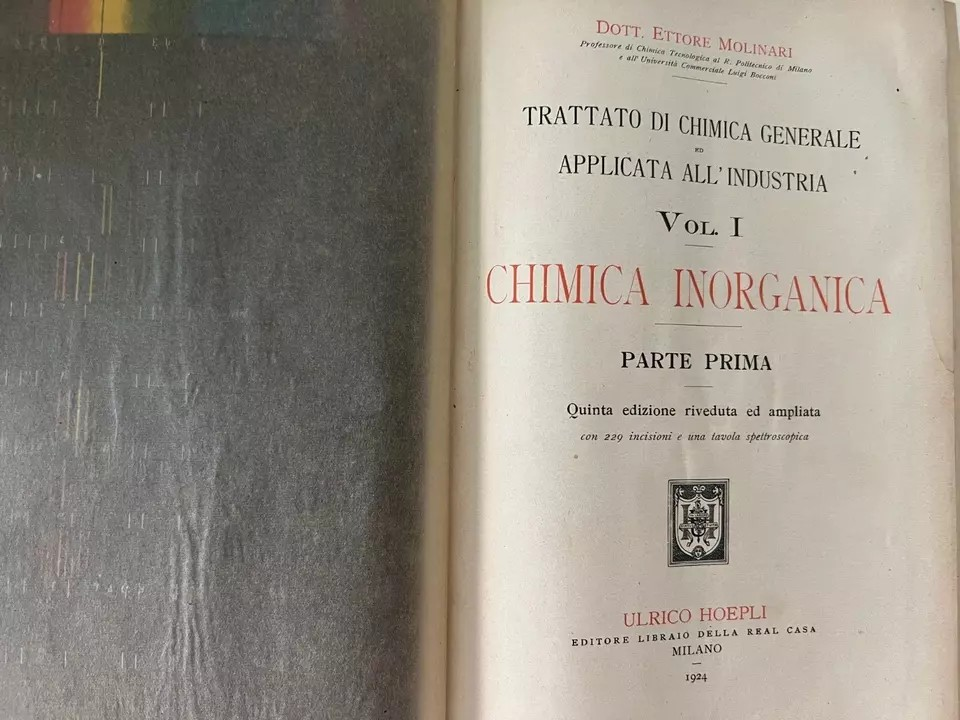 DOTT. ETTORE MOLINARI
Professore di Chimica Tecnologica al R. Politecnico di Milano
e all' Università Commerciale Luigi Bocconi
TRATTATO DI CHIMICA GENERALE
ED
APPLICATA ALL'INDUSTRIA
VOL. I
CHIMICA INORGANICA
PARTE PRIMA
Quinta edizione riveduta ed ampliata
con 229 incisioni e una tavola spettroscopica
ULRICO HOEPLI
EDITORE LIBRAIO DELLA REAL CASA
MILANO
1924